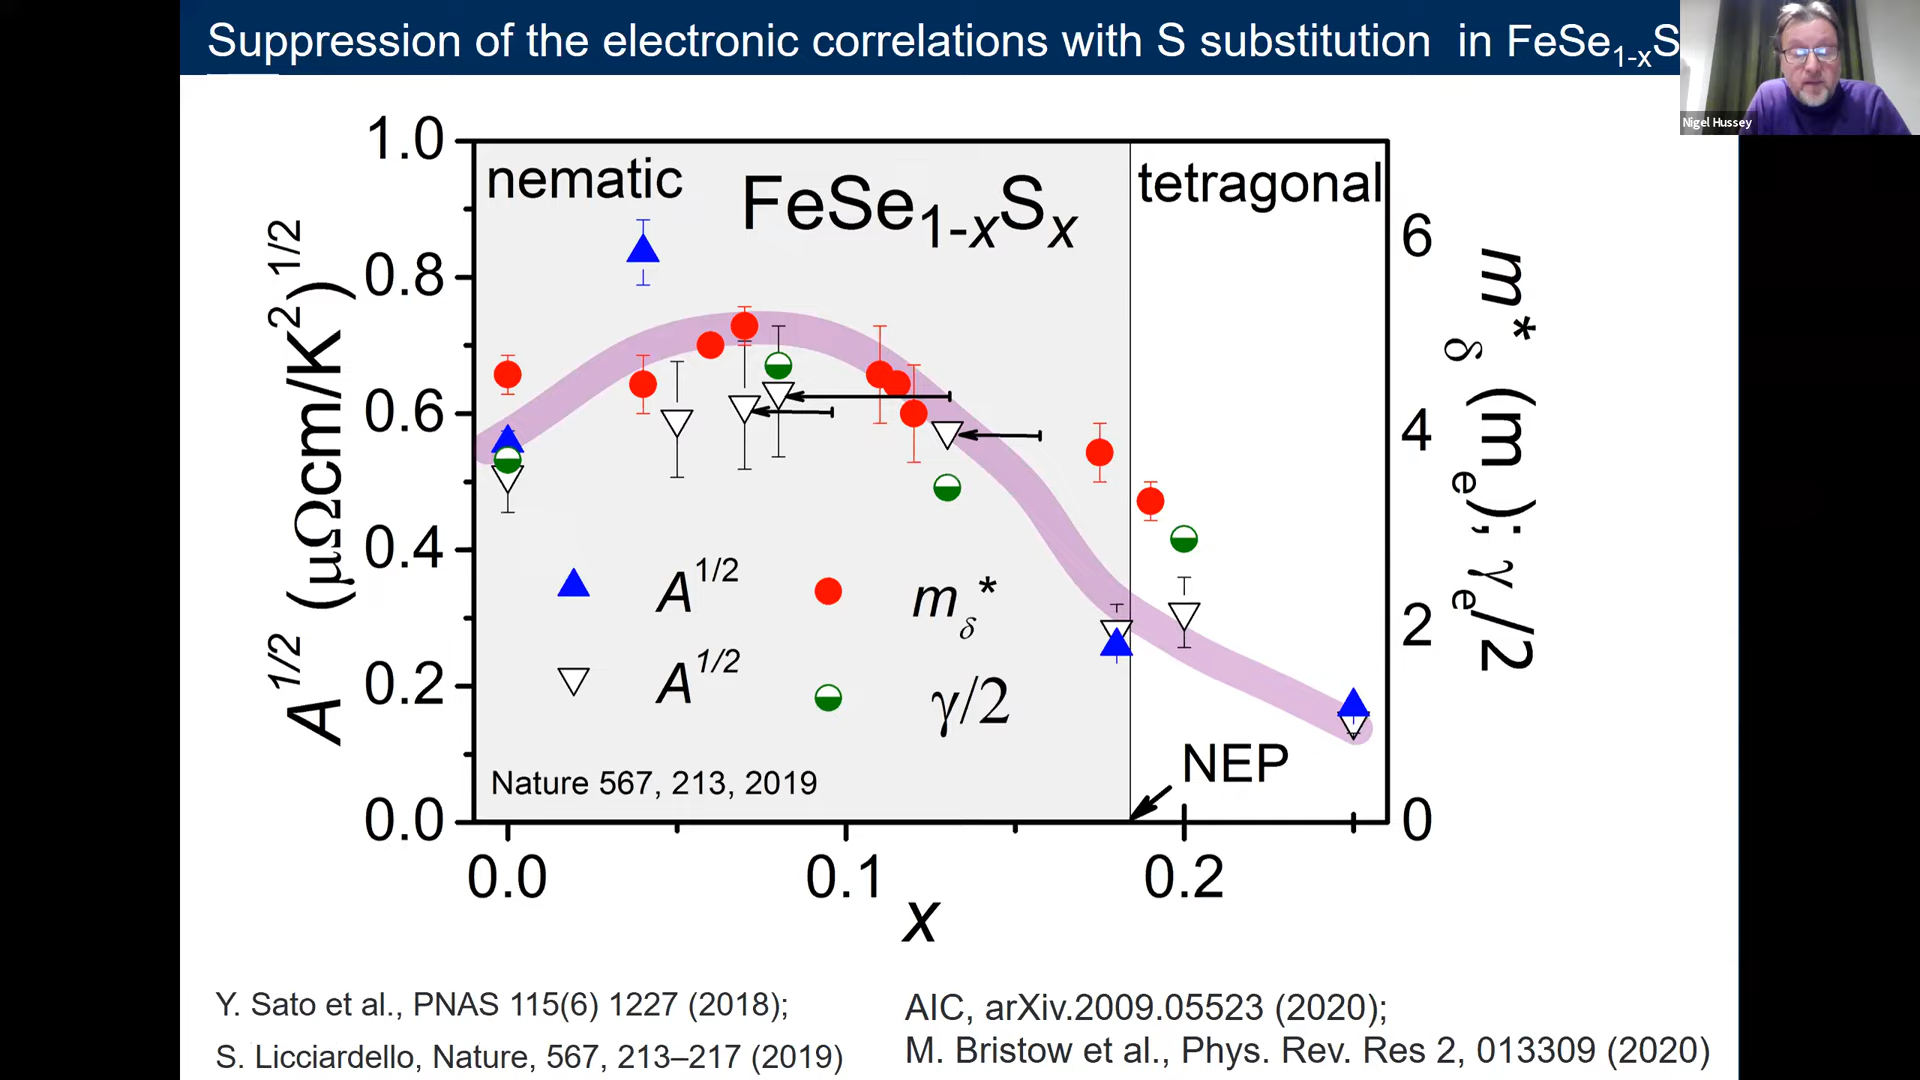 Suppression of the electronic correlations with S substitution in FeSe1-xS
Nigel Hussey
nematic
FeSe1-xSx
tetragonal
1.0
0.8
0.6
0.4
0.2
0.0
A^1/2 (μΩcm/K²)^1/2
6
4
2
0
m*δ (me); γe/2
A^1/2
mδ*
A^1/2
γ/2
Nature 567, 213, 2019
NEP
0.0
0.1
0.2
x
Y. Sato et al., PNAS 115(6) 1227 (2018);
S. Licciardello, Nature, 567, 213–217 (2019)
AIC, arXiv.2009.05523 (2020);
M. Bristow et al., Phys. Rev. Res 2, 013309 (2020)